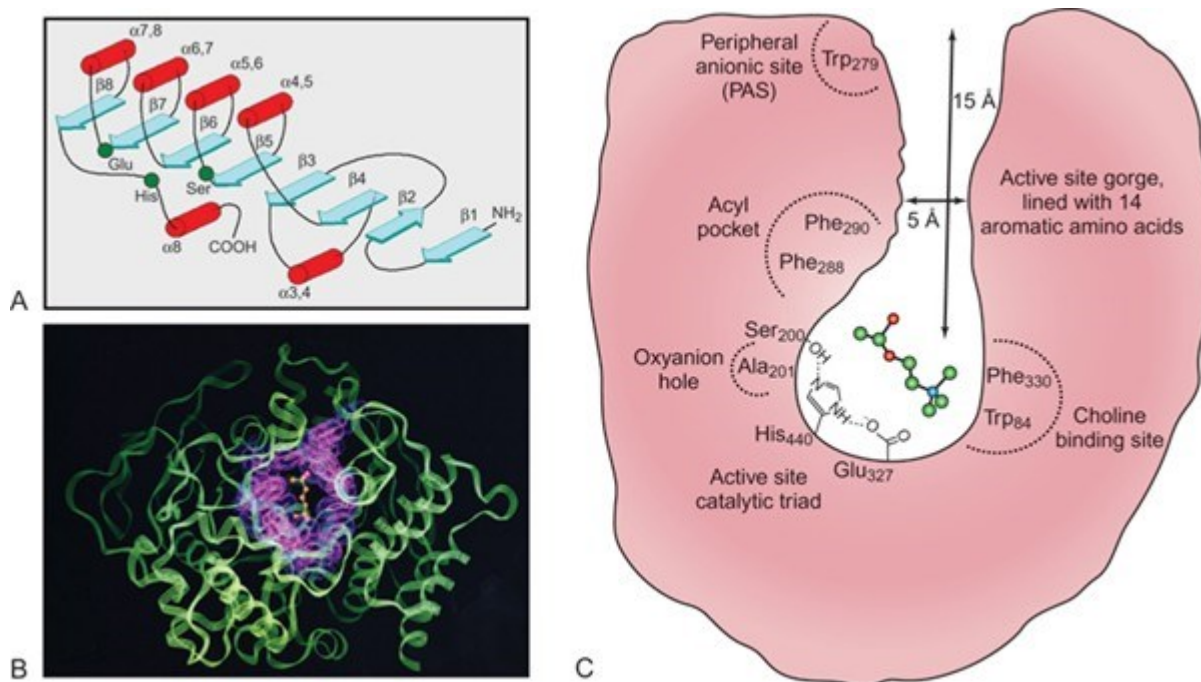 A
α7,8
α6,7
α5,6
α4,5
β8
β7
β6
β5
β3
β4
β2
β1
NH2
Glu
His
Ser
α8
COOH
α3,4
B
C
Peripheral
anionic site
(PAS)
Trp279
15 Å
5 Å
Active site gorge,
lined with 14
aromatic amino acids
Acyl
pocket
Phe290
Phe288
Ser200
OH
Oxyanion
hole
Ala201
N
NH
O
O
His440
Glu327
Active site
catalytic triad
Phe330
Trp84
Choline
binding site